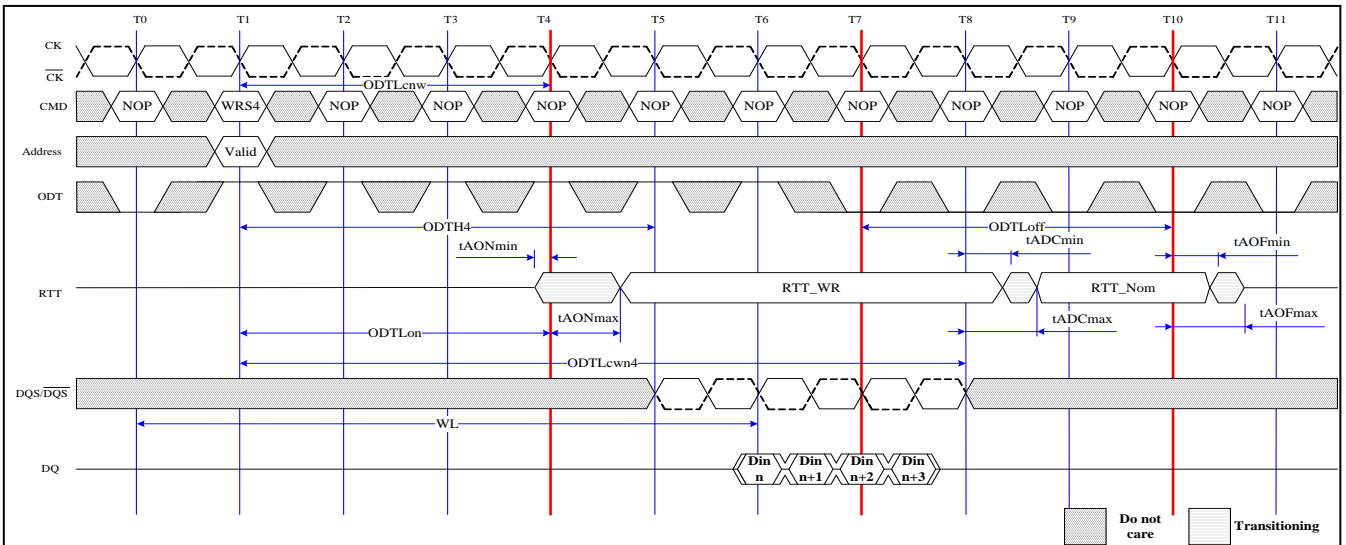 T0 T1 T2 T3 T4 T5 T6 T7 T8 T9 T10 T11
CK
CK
ODTLcnw
CMD NOP WRS4 NOP NOP NOP NOP NOP NOP NOP NOP NOP NOP
Address Valid
ODT
ODTH4 ODTLoff
tAONmin tADCmin tAOFmin
RTT RTT_WR RTT_Nom
tAONmax tADCmax tAOFmax
ODTLon
ODTLcwn4
DQS/DQS
WL
DQ
Din n Din n+1 Din n+2 Din n+3
Do not care
Transitioning